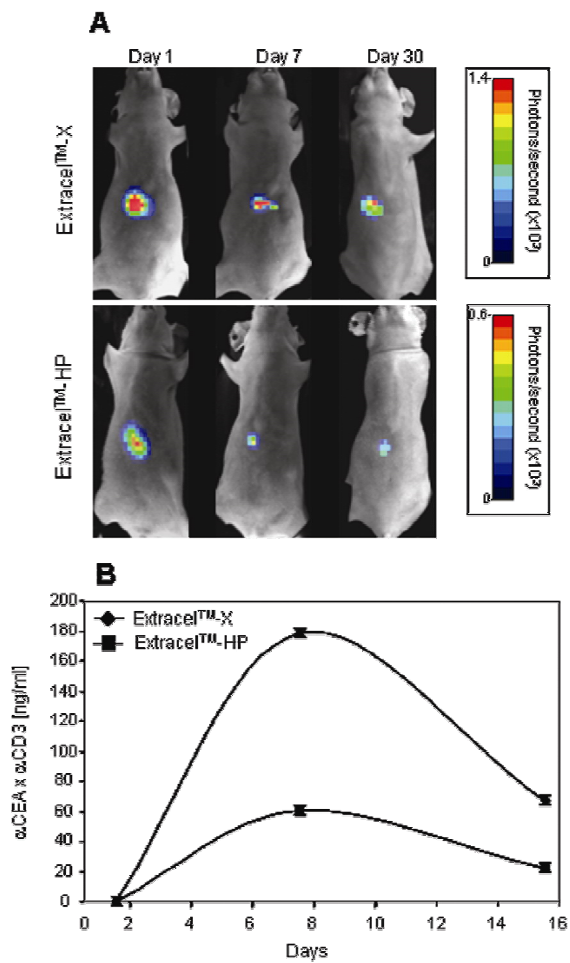 A
Day 1 Day 7 Day 30
Extracel™-X
1.4
Photons/second (x10³)
0
Extracel™-HP
0.6
Photons/second (x10³)
0
B
200
180
160
140
120
100
80
60
40
20
0
αCEA x αCD3 [ng/ml]
Extracel™-X
Extracel™-HP
0 2 4 6 8 10 12 14 16
Days